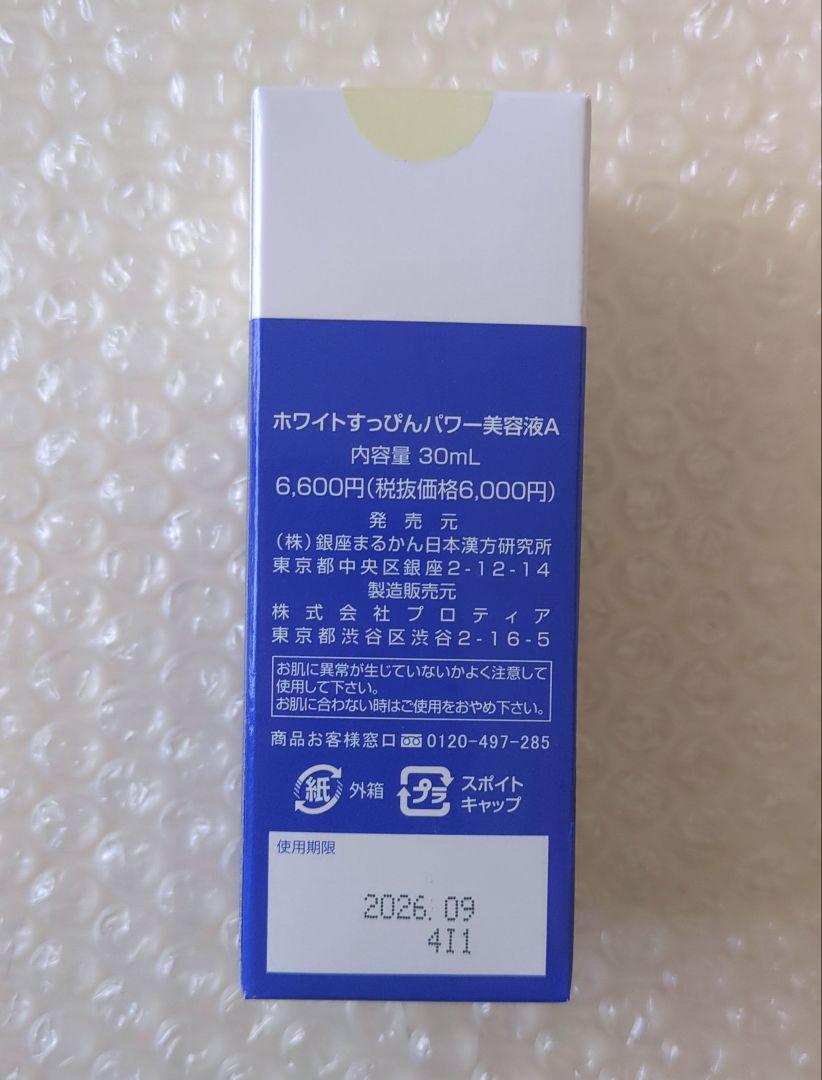 ホワイトすっぴんパワー美容液A
内容量 30mL
6,600円(税抜価格6,000円)
発売元
(株)銀座まるかん日本漢方研究所
東京都中央区銀座2-12-14
製造販売元
株式会社プロティア
東京都渋谷区渋谷2-16-5
お肌に異常が生じていないかよく注意して
使用して下さい。
お肌に合わない時はご使用をおやめ下さい。
商品お客様窓口 0120-497-285
紙 外箱 プラ スポイト
キャップ
使用期限
2026.09
4I1